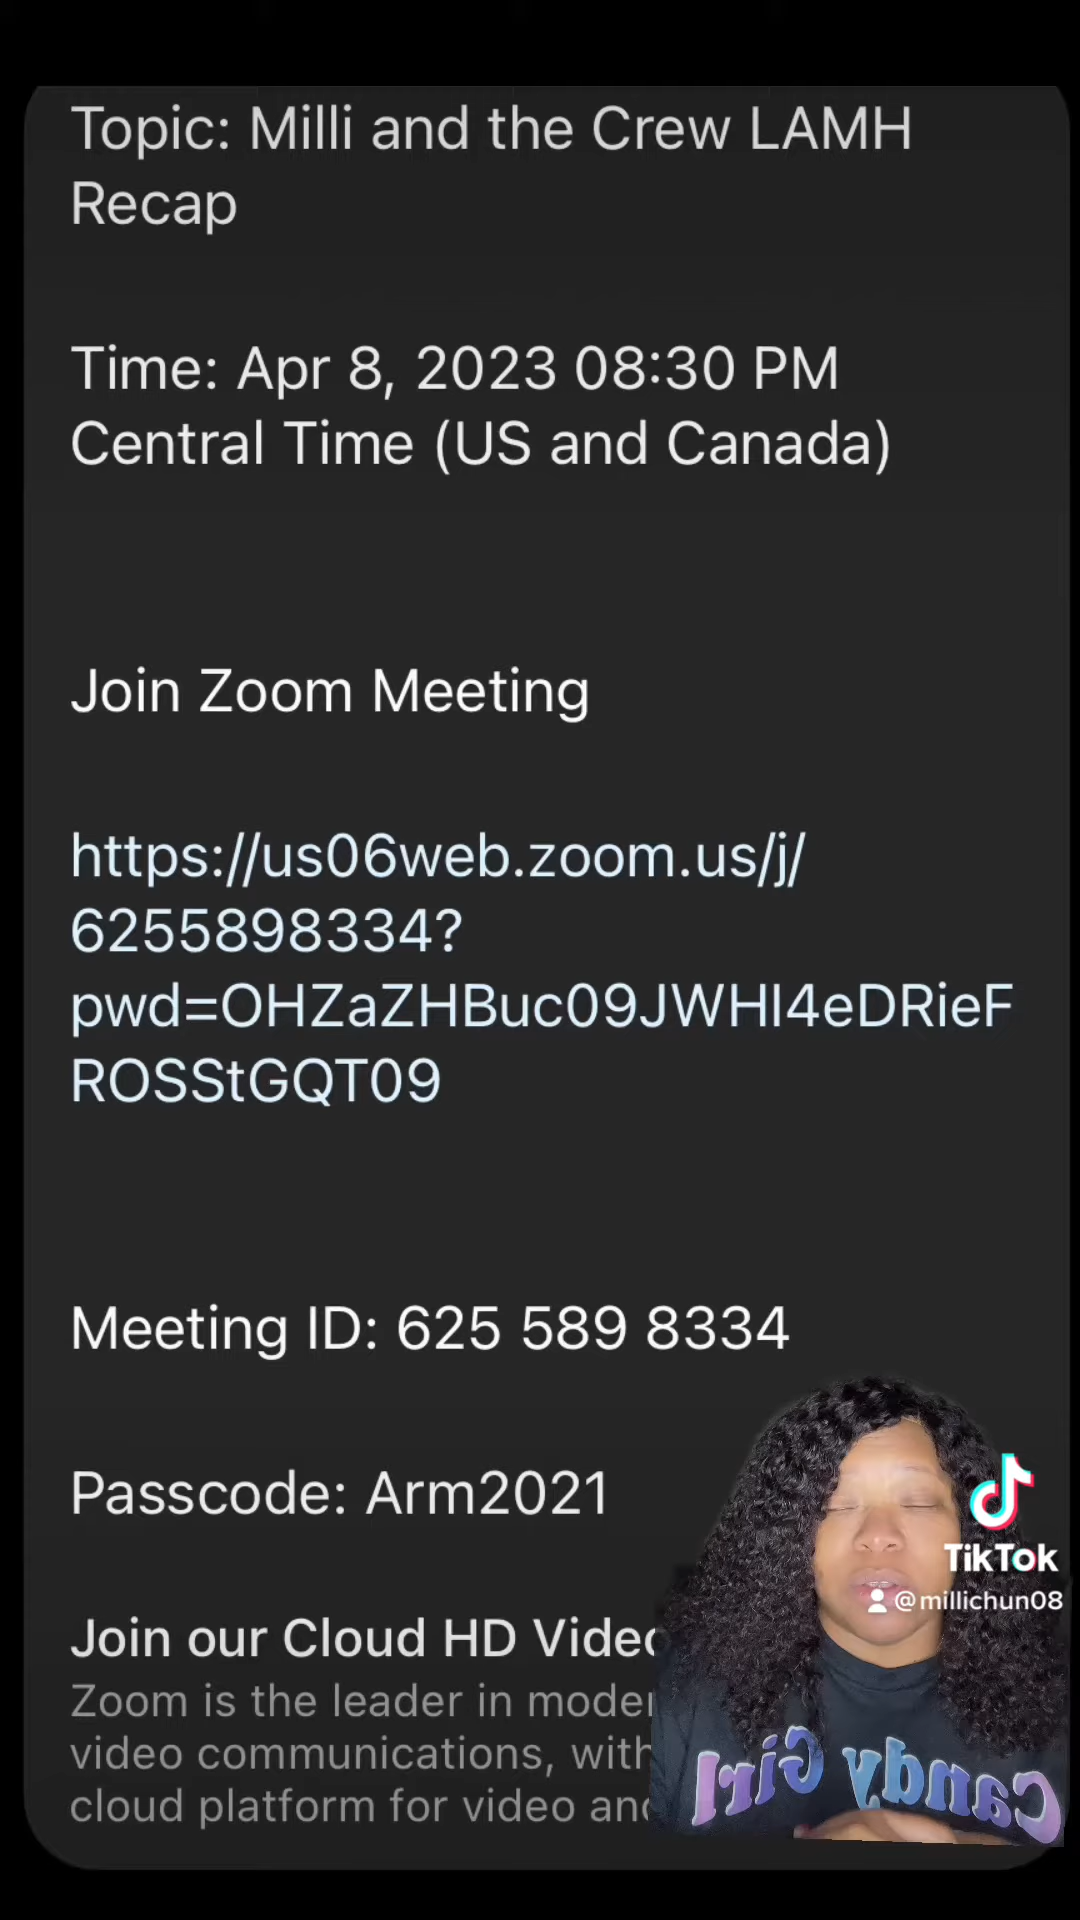 Topic: Milli and the Crew LAMH
Recap
Time: Apr 8, 2023 08:30 PM
Central Time (US and Canada)
Join Zoom Meeting
https://us06web.zoom.us/j/
6255898334?
pwd=OHZaZHBuc09JWHI4eDRieF
ROSStGQT09
Meeting ID: 625 589 8334
Passcode: Arm2021
Join our Cloud HD Video
Zoom is the leader in
video communications, with
cloud platform for video and
TikTok
@millichun08
Candy Girl